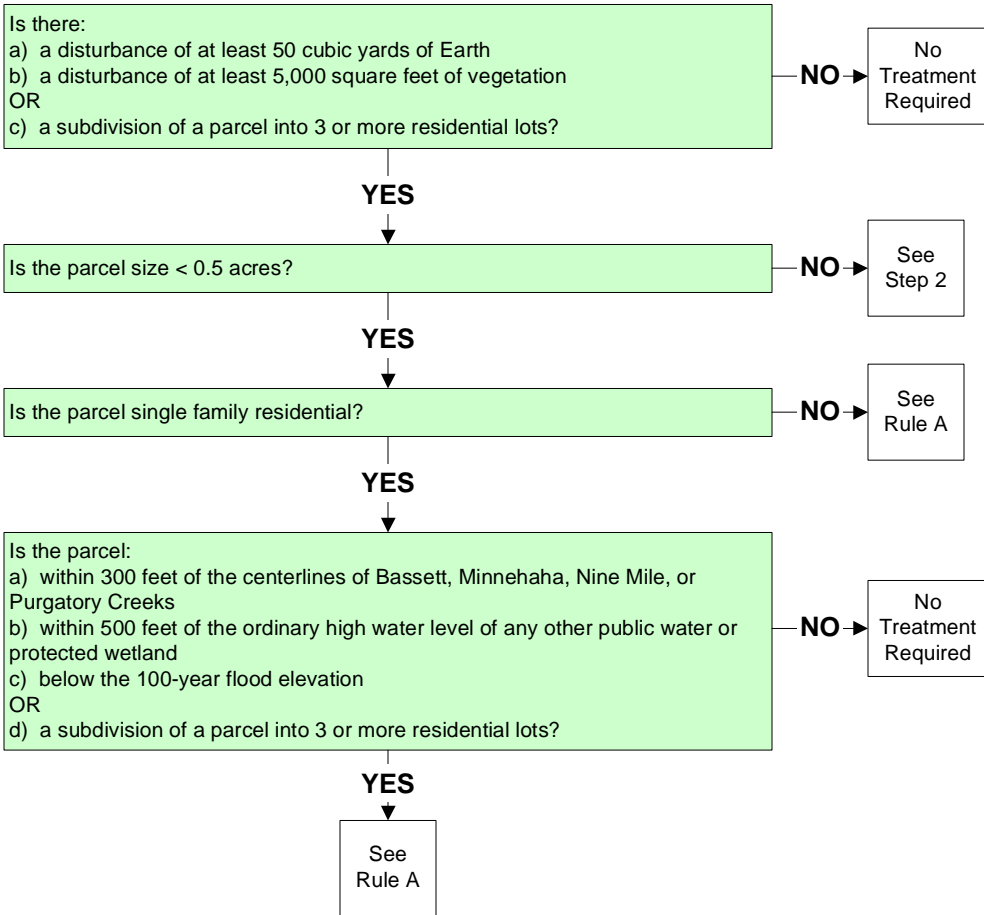 Is there:
a) a disturbance of at least 50 cubic yards of Earth
b) a disturbance of at least 5,000 square feet of vegetation
OR
c) a subdivision of a parcel into 3 or more residential lots?
NO
No
Treatment
Required
YES
Is the parcel size < 0.5 acres?
NO
See
Step 2
YES
Is the parcel single family residential?
NO
See
Rule A
YES
Is the parcel:
a) within 300 feet of the centerlines of Bassett, Minnehaha, Nine Mile, or
Purgatory Creeks
b) within 500 feet of the ordinary high water level of any other public water or
protected wetland
c) below the 100-year flood elevation
OR
d) a subdivision of a parcel into 3 or more residential lots?
NO
No
Treatment
Required
YES
See
Rule A